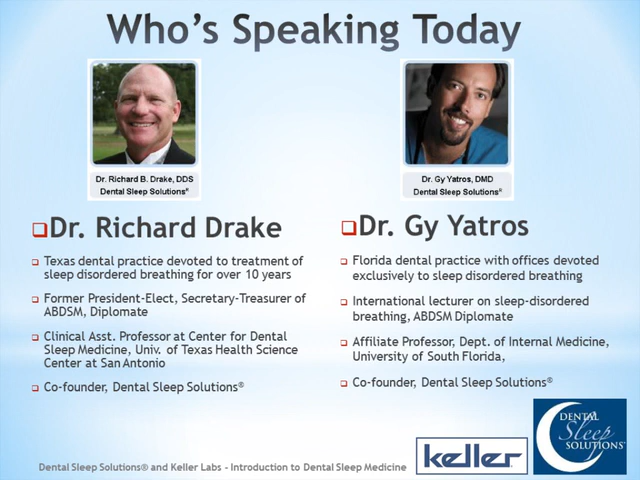 Who's Speaking Today
Dr. Richard B. Drake, DDS
Dental Sleep Solutions®
Dr. Gy Yatros, DMD
Dental Sleep Solutions®
Dr. Richard Drake
Texas dental practice devoted to treatment of
sleep disordered breathing for over 10 years
Former President-Elect, Secretary-Treasurer of
ABDSM, Diplomate
Clinical Asst. Professor at Center for Dental
Sleep Medicine, Univ. of Texas Health Science
Center at San Antonio
Co-founder, Dental Sleep Solutions®
Dr. Gy Yatros
Florida dental practice with offices devoted
exclusively to sleep disordered breathing
International lecturer on sleep-disordered
breathing, ABDSM Diplomate
Affiliate Professor, Dept. of Internal Medicine,
University of South Florida,
Co-founder, Dental Sleep Solutions®
Dental Sleep Solutions® and Keller Labs - Introduction to Dental Sleep Medicine
keller
DENTAL
Sleep
SOLUTIONS